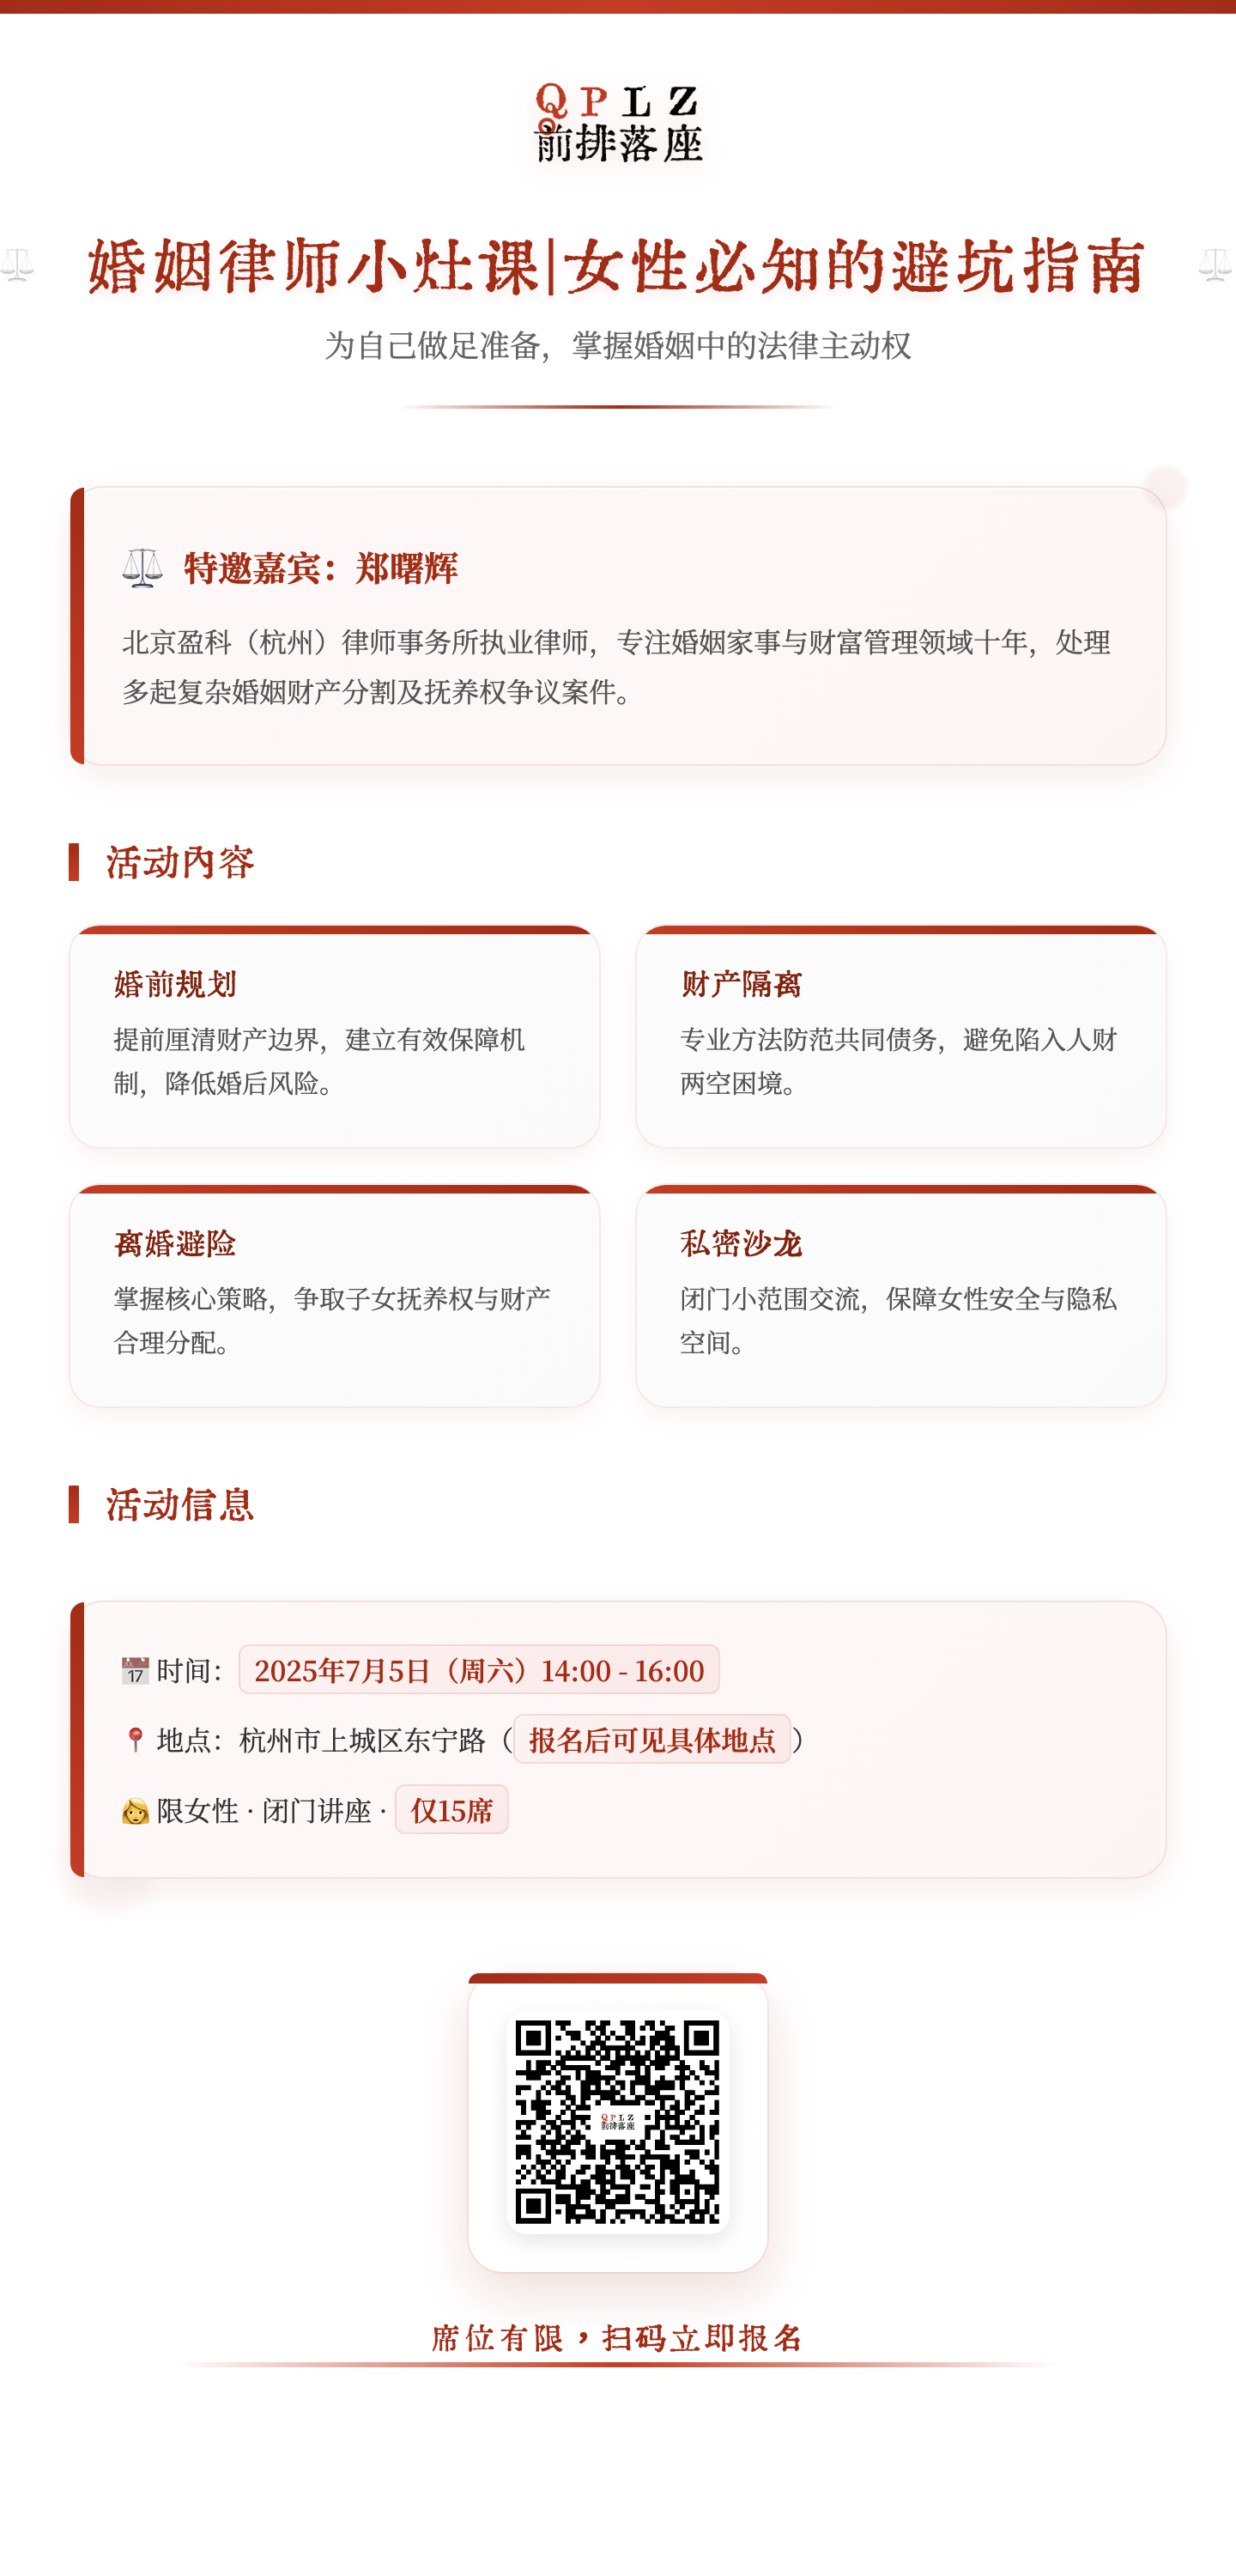 QPLZ
前排落座
婚姻律师小灶课|女性必知的避坑指南
为自己做足准备，掌握婚姻中的法律主动权
特邀嘉宾：郑曙辉
北京盈科（杭州）律师事务所执业律师，专注婚姻家事与财富管理领域十年，处理
多起复杂婚姻财产分割及抚养权争议案件。
活动内容
婚前规划
提前厘清财产边界，建立有效保障机
制，降低婚后风险。
财产隔离
专业方法防范共同债务，避免陷入人财
两空困境。
离婚避险
掌握核心策略，争取子女抚养权与财产
合理分配。
私密沙龙
闭门小范围交流，保障女性安全与隐私
空间。
活动信息
17 时间：2025年7月5日（周六）14:00 - 16:00
地点：杭州市上城区东宁路（报名后可见具体地点）
限女性 · 闭门讲座 · 仅15席
QPLZ
前排落座
席位有限，扫码立即报名